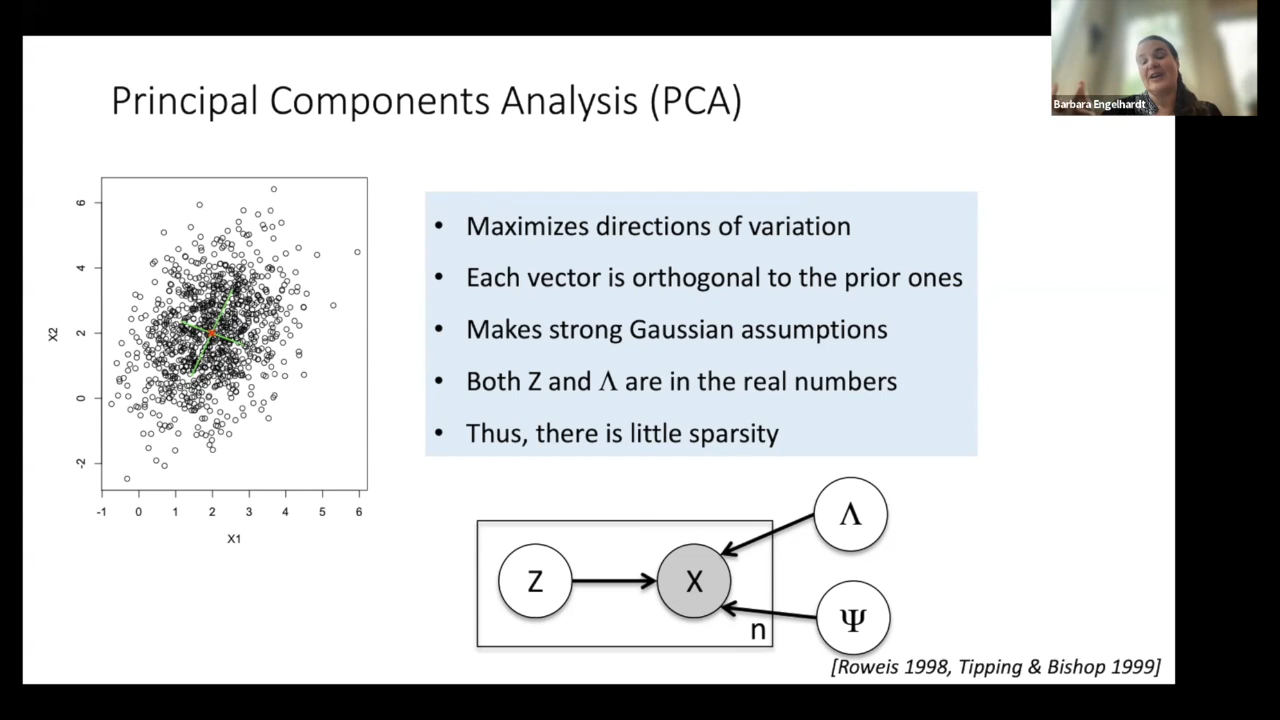 Barbara Engelhardt
Principal Components Analysis (PCA)
6
4
2
0
-2
X2
-1 0 1 2 3 4 5 6
X1
• Maximizes directions of variation
• Each vector is orthogonal to the prior ones
• Makes strong Gaussian assumptions
• Both Z and Λ are in the real numbers
• Thus, there is little sparsity
Λ
Z X
Ψ
n
[Roweis 1998, Tipping & Bishop 1999]